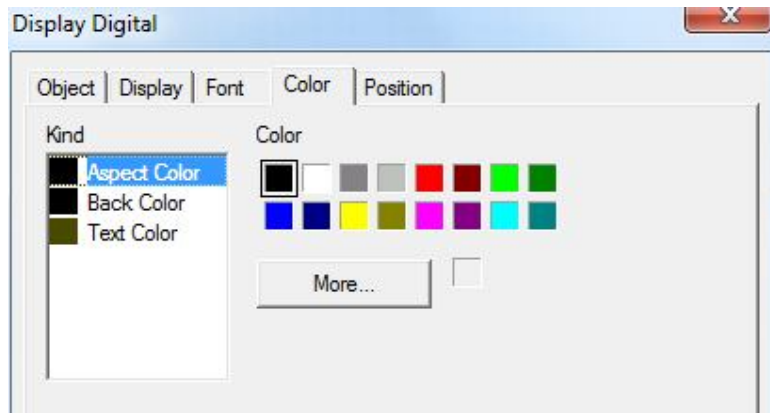 Display Digital
Object Display Font Color Position
Kind Color
Aspect Color
Back Color
Text Color
More...